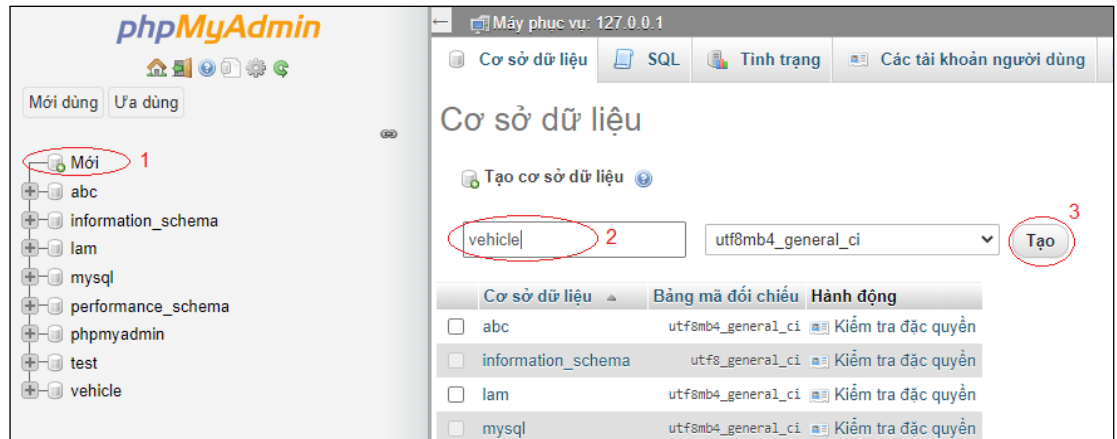 phpMyAdmin
Mới dùng
Ưa dùng
Mới 1
abc
information_schema
lam
mysql
performance_schema
phpmyadmin
test
vehicle
← Máy phục vụ: 127.0.0.1
Cơ sở dữ liệu SQL Tình trạng Các tài khoản người dùng
Cơ sở dữ liệu
Tạo cơ sở dữ liệu
vehicle 2 utf8mb4_general_ci Tạo 3
Cơ sở dữ liệu Bảng mã đối chiếu Hành động
abc utf8mb4_general_ci Kiểm tra đặc quyền
information_schema utf8_general_ci Kiểm tra đặc quyền
lam utf8mb4_general_ci Kiểm tra đặc quyền
mysql utf8mb4_general_ci Kiểm tra đặc quyền